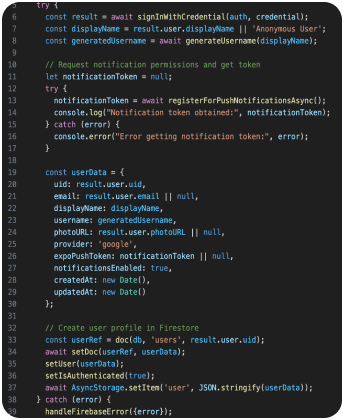 5 try {
6 const result = await signInWithCredential(auth, credential);
7 const displayName = result.user.displayName || 'Anonymous User';
8 const generatedUsername = await generateUsername(displayName);
9
10 // Request notification permissions and get token
11 let notificationToken = null;
12 try {
13 notificationToken = await registerForPushNotificationsAsync();
14 console.log("Notification token obtained:", notificationToken);
15 } catch (error) {
16 console.error("Error getting notification token:", error);
17 }
18
19 const userData = {
20 uid: result.user.uid,
21 email: result.user.email || null,
22 displayName: displayName,
23 username: generatedUsername,
24 photoURL: result.user.photoURL || null,
25 provider: 'google',
26 expoPushToken: notificationToken || null,
27 notificationsEnabled: true,
28 createdAt: new Date(),
29 updatedAt: new Date()
30 };
31
32 // Create user profile in Firestore
33 const userRef = doc(db, 'users', result.user.uid);
34 await setDoc(userRef, userData);
35 setUser(userData);
36 setIsAuthenticated(true);
37 await AsyncStorage.setItem('user', JSON.stringify(userData));
38 } catch (error) {
39 handleFirebaseError({error});